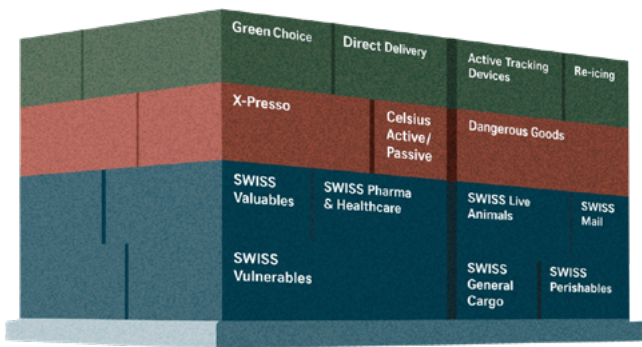 Green Choice
Direct Delivery
Active Tracking
Devices
Re-icing
X-Presso
Celsius
Active/
Passive
Dangerous Goods
SWISS
Valuables
SWISS Pharma
& Healthcare
SWISS Live
Animals
SWISS
Mail
SWISS
Vulnerables
SWISS
General
Cargo
SWISS
Perishables